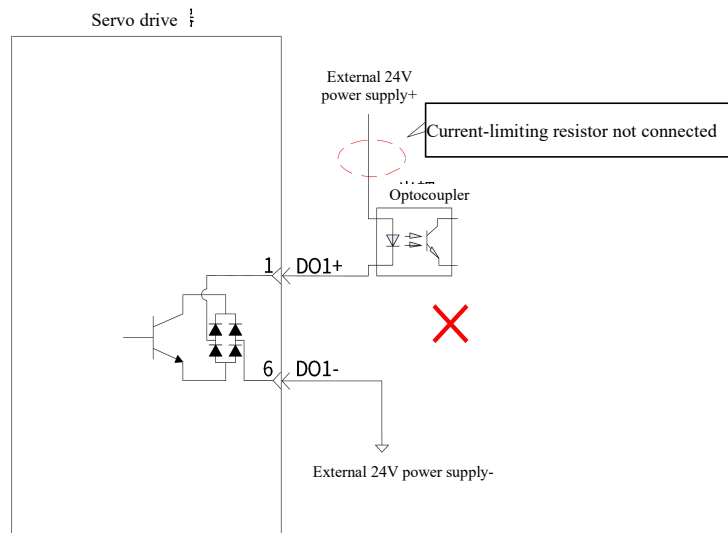 Servo drive
External 24V
power supply+
Current-limiting resistor not connected
Optocoupler
1 DO1+
6 DO1-
External 24V power supply-